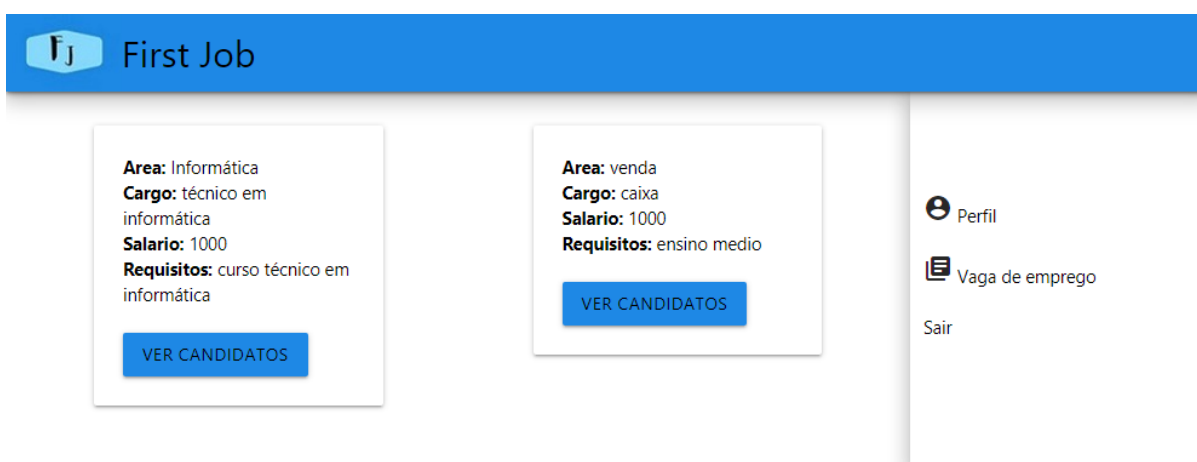 FJ
First Job
Area: Informática
Cargo: técnico em
informática
Salario: 1000
Requisitos: curso técnico em
informática
VER CANDIDATOS
Area: venda
Cargo: caixa
Salario: 1000
Requisitos: ensino medio
VER CANDIDATOS
Perfil
Vaga de emprego
Sair